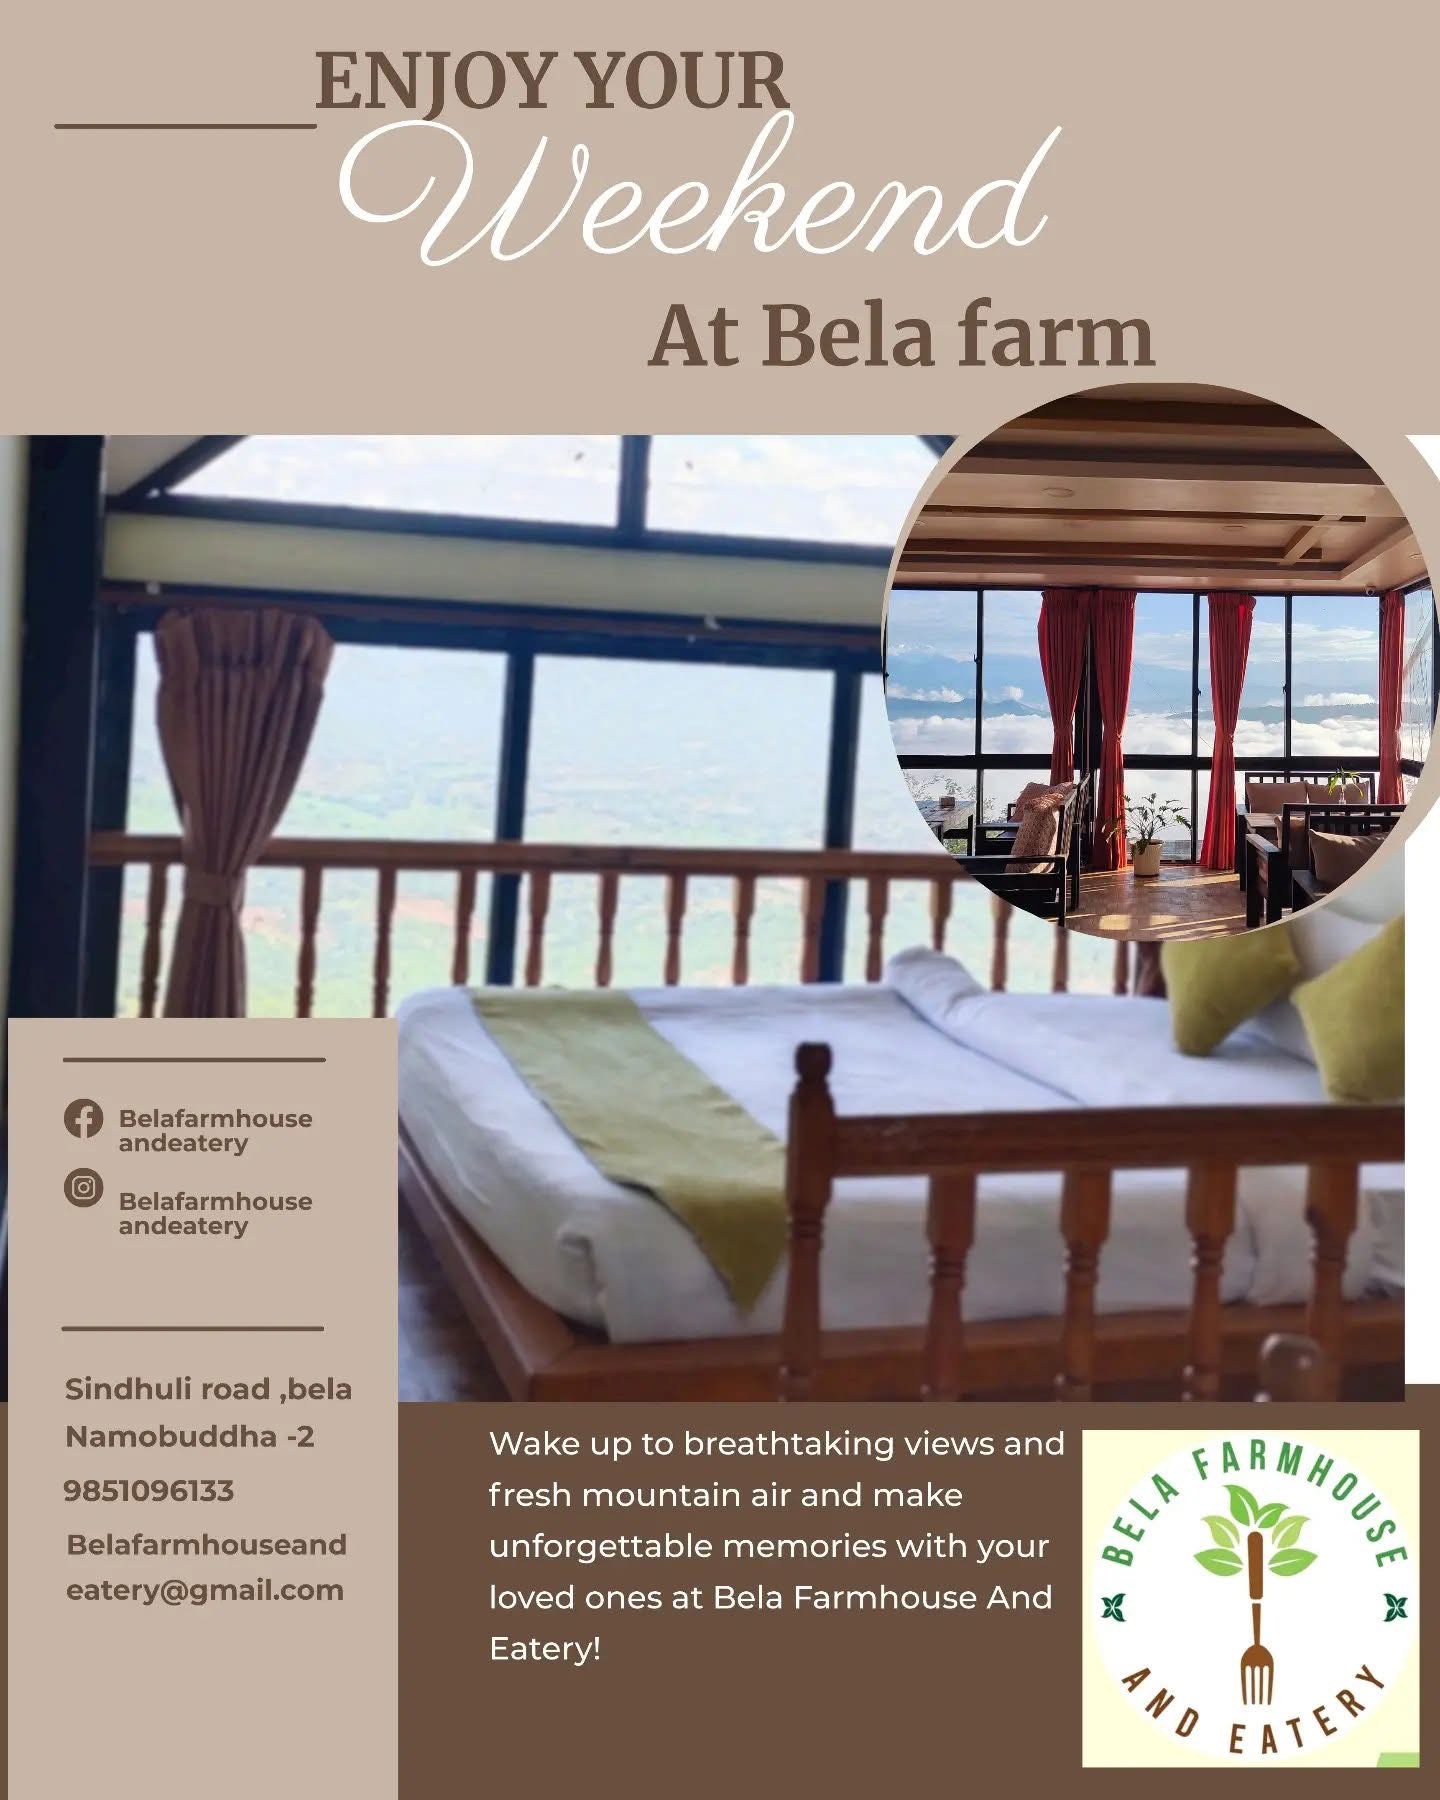 ENJOY YOUR
Weekend
At Bela farm
Belafarmhouse
andeatery
Belafarmhouse
andeatery
Sindhuli road ,bela
Namobuddha -2
9851096133
Belafarmhouseand
eatery@gmail.com
Wake up to breathtaking views and
fresh mountain air and make
unforgettable memories with your
loved ones at Bela Farmhouse And
Eatery!
BELA FARMHOUSE
AND EATERY